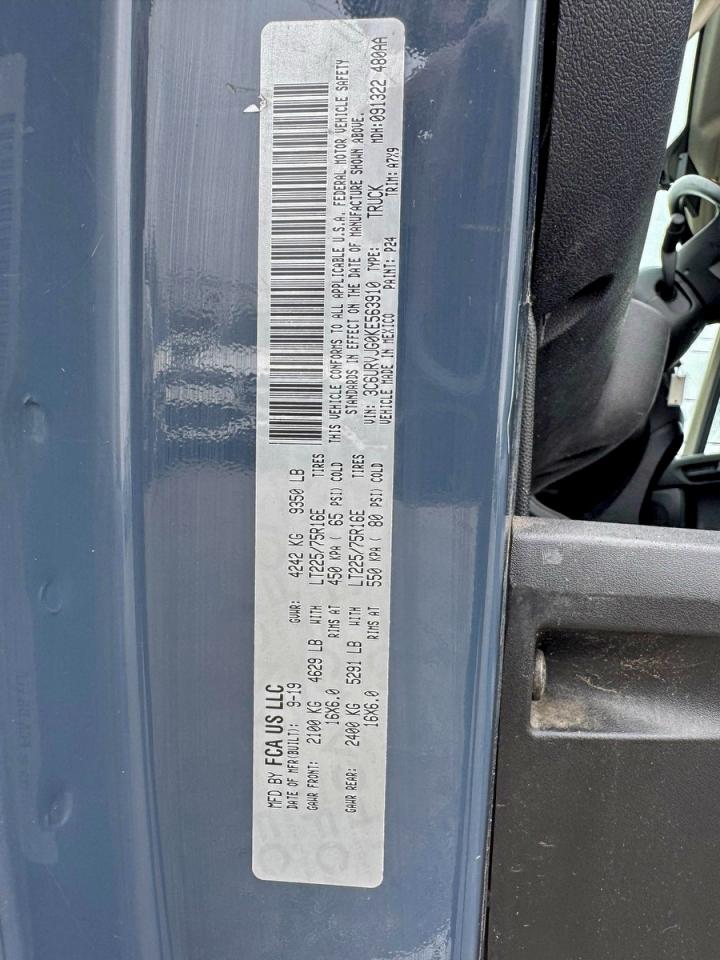 MFD BY FCA US LLC
DATE OF MFR(BUILT): 9-19 GVWR: 4242 KG 9350 LB
GAWR FRONT: 2100 KG 4629 LB WITH LT225/75R16E TIRES
16X6.0 RIMS AT 450 KPA( 65 PSI) COLD
GAWR REAR: 2400 KG 5291 LB WITH LT225/75R16E TIRES
16X6.0 RIMS AT 550 KPA( 80 PSI) COLD
THIS VEHICLE CONFORMS TO ALL APPLICABLE U.S.A. FEDERAL MOTOR VEHICLE SAFETY
STANDARDS IN EFFECT ON THE DATE OF MANUFACTURE SHOWN ABOVE.
VIN: 3C6URVJG0KE563910 TYPE: TRUCK MDH:091322 480AA
VEHICLE MADE IN MEXICO PAINT: P24 TRIM: A7X9